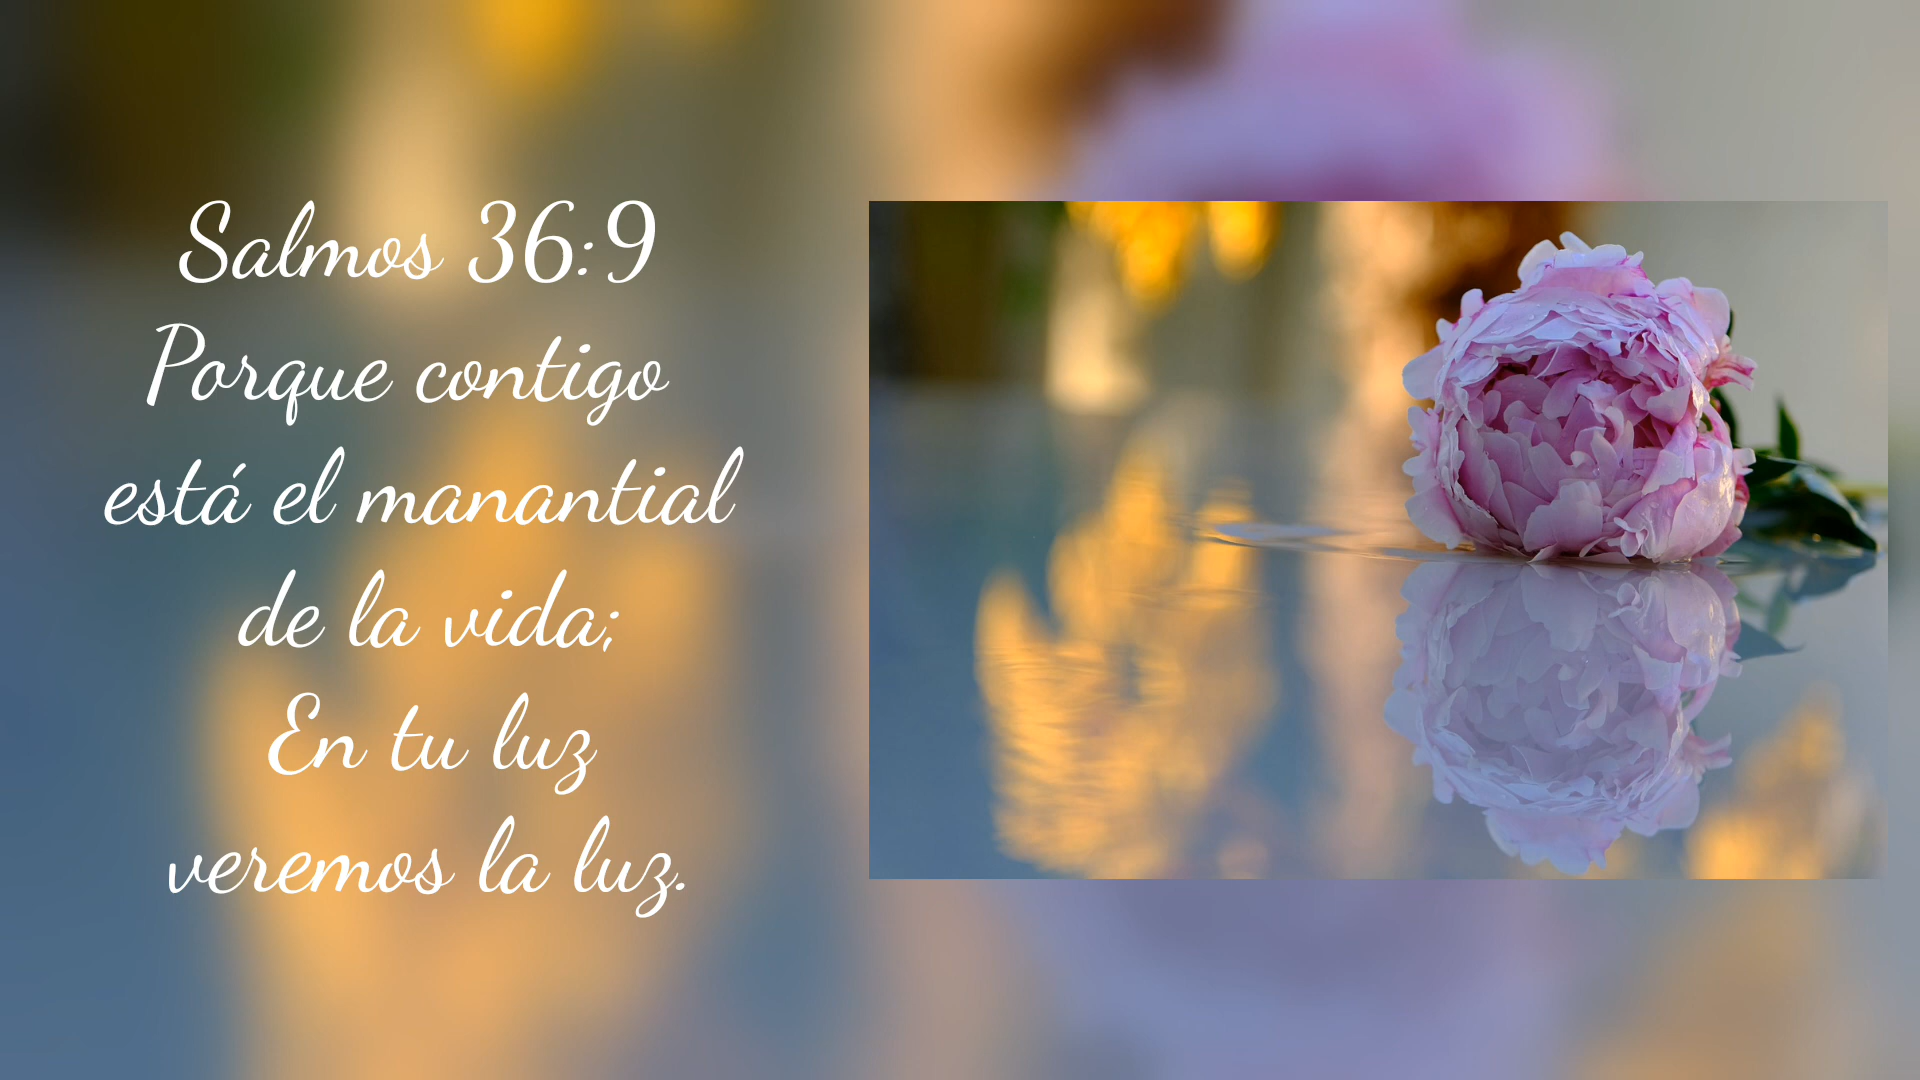 Salmos 36:9
Porque contigo
está el manantial
de la vida;
En tu luz
veremos la luz.